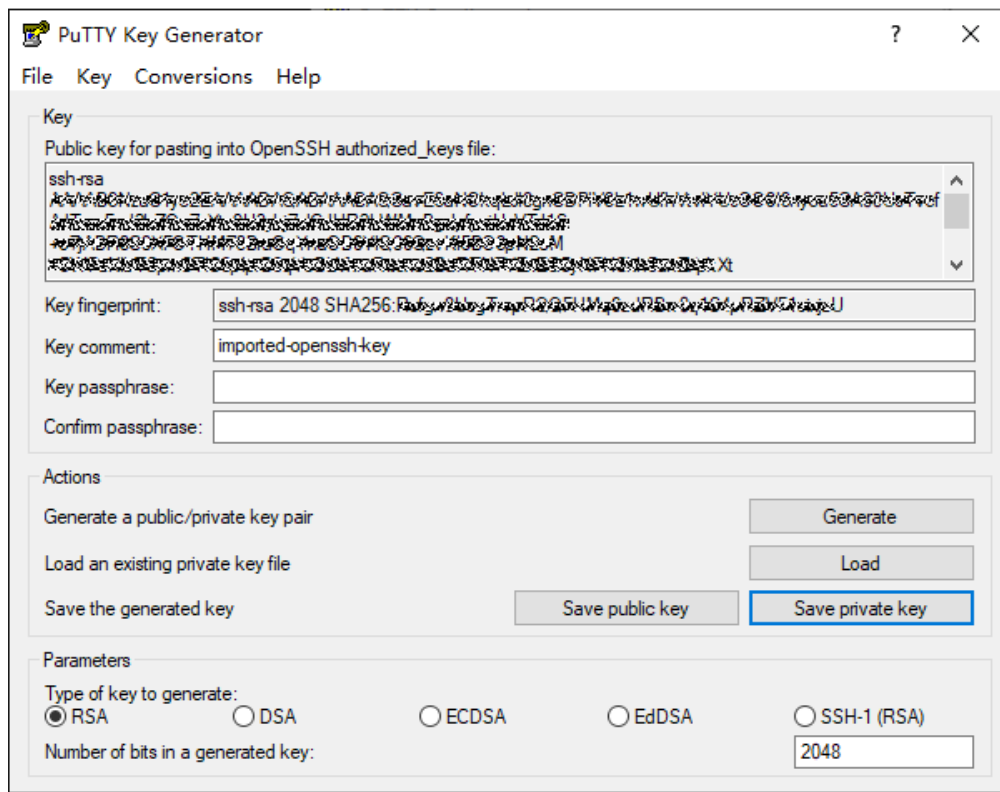 PuTTY Key Generator
File Key Conversions Help
Key
Public key for pasting into OpenSSH authorized_keys file:
ssh-rsa
Key fingerprint: ssh-rsa 2048 SHA256:
Key comment: imported-openssh-key
Key passphrase:
Confirm passphrase:
Actions
Generate a public/private key pair Generate
Load an existing private key file Load
Save the generated key Save public key Save private key
Parameters
Type of key to generate:
RSA DSA ECDSA EdDSA SSH-1 (RSA)
Number of bits in a generated key: 2048